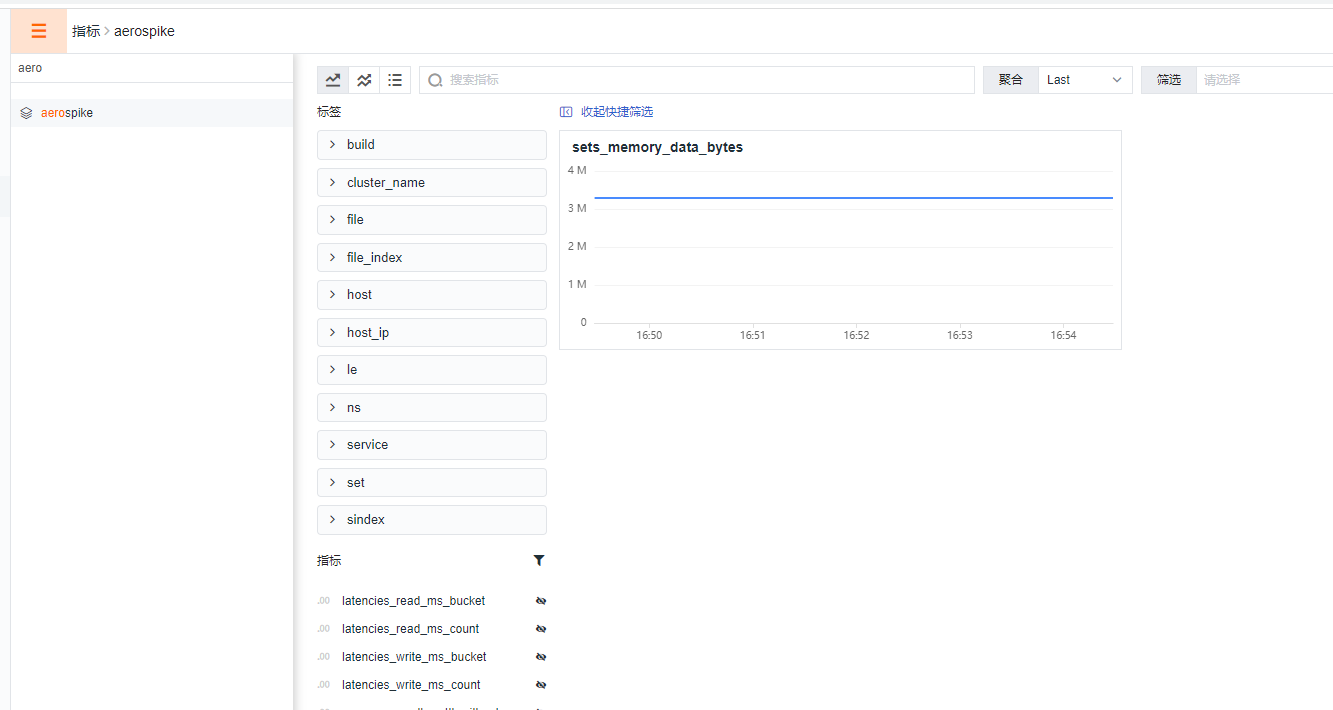 指标 > aerospike
aero
aerospike
搜索指标
聚合 Last
筛选 请选择
标签
收起快捷筛选
build
cluster_name
file
file_index
host
host_ip
le
ns
service
set
sindex
指标
.00 latencies_read_ms_bucket
.00 latencies_read_ms_count
.00 latencies_write_ms_bucket
.00 latencies_write_ms_count
sets_memory_data_bytes
4 M
3 M
2 M
1 M
0
16:50 16:51 16:52 16:53 16:54